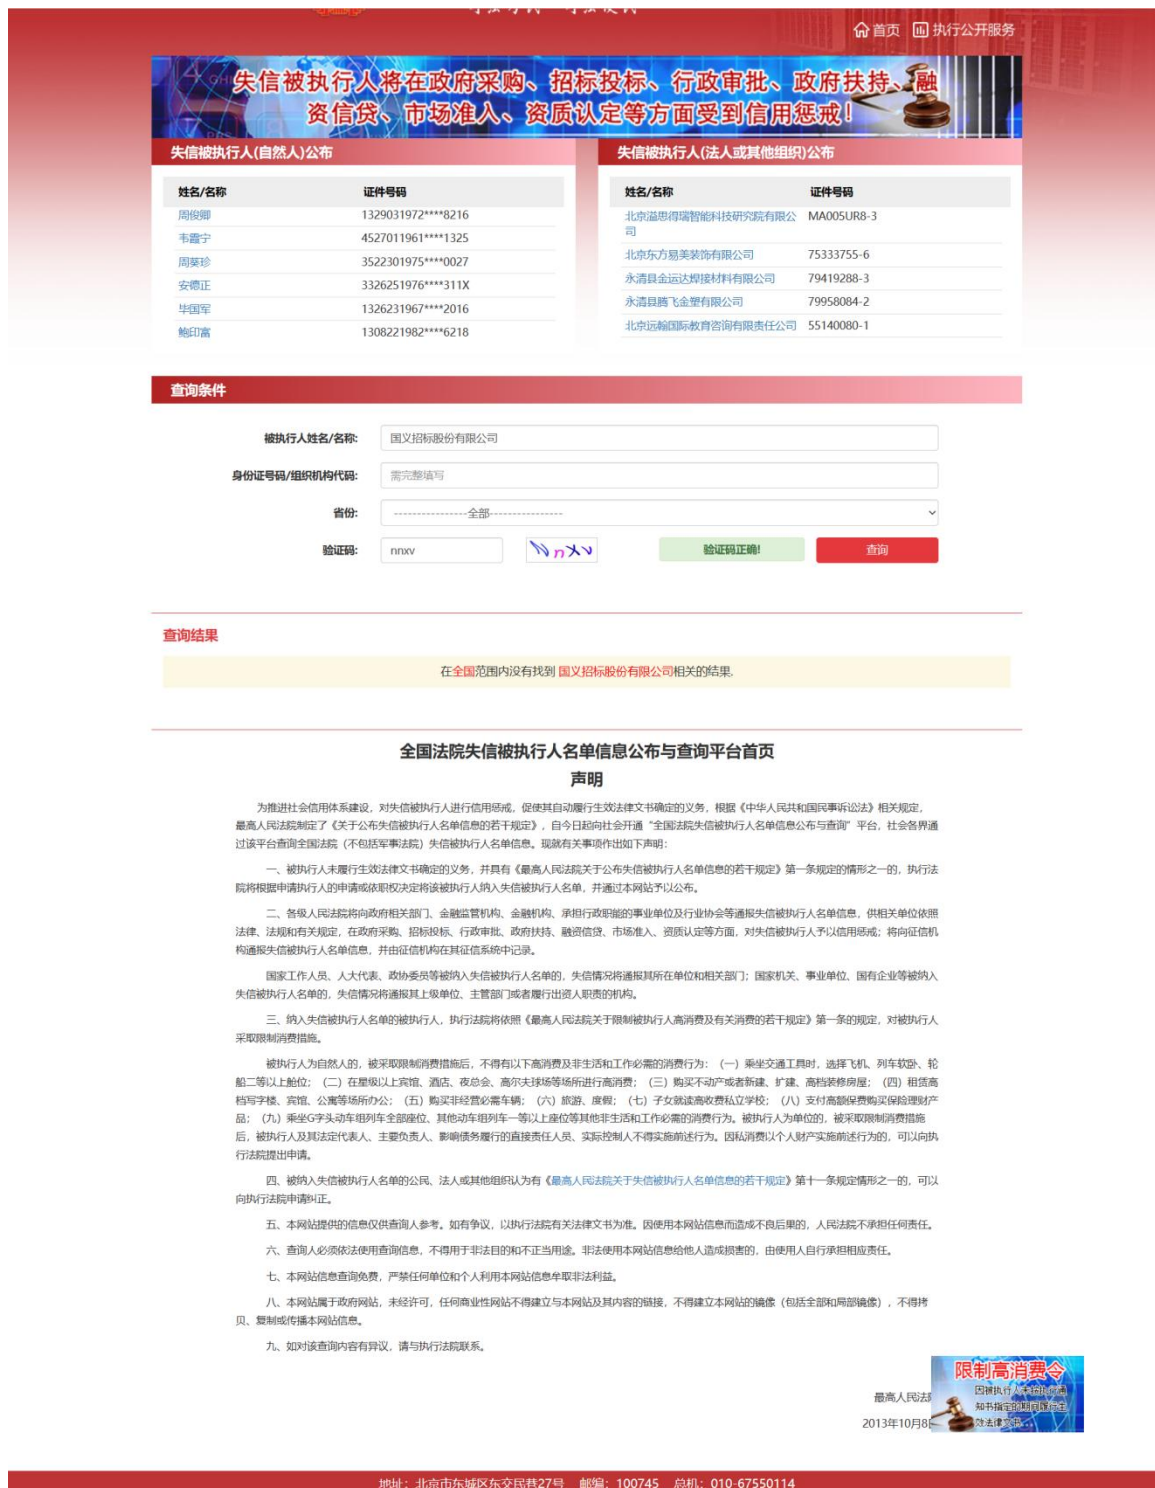 首页 执行公开服务
失信被执行人将在政府采购、招标投标、行政审批、政府扶持、融
资信贷、市场准入、资质认定等方面受到信用惩戒！
失信被执行人(自然人)公布
姓名/名称 证件号码
周俊卿 1329031972****8216
韦霞宁 4527011961****1325
周葵珍 3522301975****0027
安德正 3326251976****311X
毕国军 1326231967****2016
鲍印富 1308221982****6218
失信被执行人(法人或其他组织)公布
姓名/名称 证件号码
北京溢思得瑞智能科技研究院有限公 MA005UR8-3
司
北京东方易美装饰有限公司 75333755-6
永清县金运达焊接材料有限公司 79419288-3
永清县腾飞金塑有限公司 79958084-2
北京远翰国际教育咨询有限责任公司 55140080-1
查询条件
被执行人姓名/名称: 国义招标股份有限公司
身份证号码/组织机构代码: 需完整填写
省份: ----------------全部----------------
验证码: nnxv nnxv 验证码正确! 查询
查询结果
在全国范围内没有找到 国义招标股份有限公司相关的结果.
全国法院失信被执行人名单信息公布与查询平台首页
声明
为推进社会信用体系建设，对失信被执行人进行信用惩戒，促使其自动履行生效法律文书确定的义务，根据《中华人民共和国民事诉讼法》相关规定，
最高人民法院制定了《关于公布失信被执行人名单信息的若干规定》，自今日起向社会开通“全国法院失信被执行人名单信息公布与查询”平台，社会各界通
过该平台查询全国法院（不包括军事法院）失信被执行人名单信息。现就有关事项作出如下声明：
一、被执行人未履行生效法律文书确定的义务，并具有《最高人民法院关于公布失信被执行人名单信息的若干规定》第一条规定的情形之一的，执行法
院将根据申请执行人的申请或依职权决定将该被执行人纳入失信被执行人名单，并通过本网站予以公布。
二、各级人民法院将向政府相关部门、金融监管机构、金融机构、承担行政职能的事业单位及行业协会等通报失信被执行人名单信息，供相关单位依照
法律、法规和有关规定，在政府采购、招标投标、行政审批、政府扶持、融资信贷、市场准入、资质认定等方面，对失信被执行人予以信用惩戒；将向征信机
构通报失信被执行人名单信息，并由征信机构在其征信系统中记录。
国家工作人员、人大代表、政协委员等被纳入失信被执行人名单的，失信情况将通报其所在单位和相关部门；国家机关、事业单位、国有企业等被纳入
失信被执行人名单的，失信情况将通报其上级单位、主管部门或者履行出资人职责的机构。
三、纳入失信被执行人名单的被执行人，执行法院将依照《最高人民法院关于限制被执行人高消费及有关消费的若干规定》第一条的规定，对被执行人
采取限制消费措施。
被执行人为自然人的，被采取限制消费措施后，不得有以下高消费及非生活和工作必需的消费行为：（一）乘坐交通工具时，选择飞机、列车软卧、轮
船二等以上舱位；（二）在星级以上宾馆、酒店、夜总会、高尔夫球场等场所进行高消费；（三）购买不动产或者新建、扩建、高档装修房屋；（四）租赁高
档写字楼、宾馆、公寓等场所办公；（五）购买非经营必需车辆；（六）旅游、度假；（七）子女就读高收费私立学校；（八）支付高额保费购买保险理财产
品；（九）乘坐G字头动车组列车全部座位、其他动车组列车一等以上座位等其他非生活和工作必需的消费行为。被执行人为单位的，被采取限制消费措施
后，被执行人及其法定代表人、主要负责人、影响债务履行的直接责任人员、实际控制人不得实施前述行为。因私消费以个人财产实施前述行为的，可以向执
行法院提出申请。
四、被纳入失信被执行人名单的公民、法人或其他组织认为有《最高人民法院关于失信被执行人名单信息的若干规定》第十一条规定情形之一的，可以
向执行法院申请纠正。
五、本网站提供的信息仅供查询人参考。如有争议，以执行法院有关法律文书为准。因使用本网站信息而造成不良后果的，人民法院不承担任何责任。
六、查询人必须依法使用查询信息，不得用于非法目的和不正当用途。非法使用本网站信息给他人造成损害的，由使用人自行承担相应责任。
七、本网站信息查询免费，严禁任何单位和个人利用本网站信息牟取非法利益。
八、本网站属于政府网站，未经许可，任何商业性网站不得建立与本网站及其内容的链接，不得建立本网站的镜像（包括全部和局部镜像），不得拷
贝、复制或传播本网站信息。
九、如对该查询内容有异议，请与执行法院联系。
最高人民法
2013年10月8
限制高消费令
因被执行人未按执行通
知书指定的期间履行生
效法律文书...
地址：北京市东城区东交民巷27号 邮编：100745 总机：010-67550114